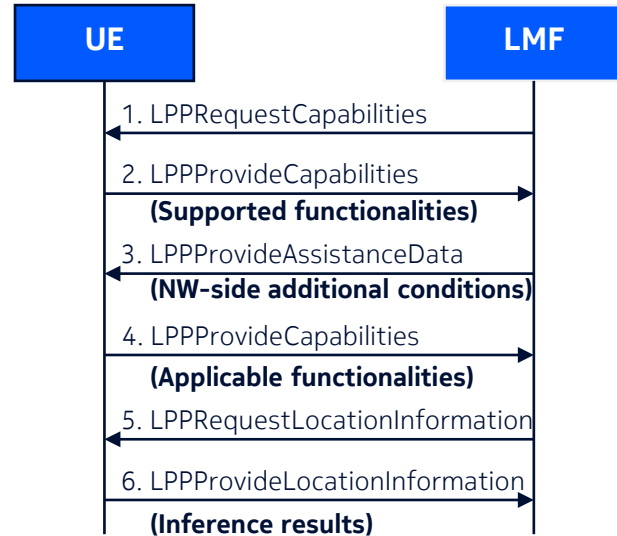 UE
LMF
1. LPPRequestCapabilities
2. LPPProvideCapabilities
(Supported functionalities)
3. LPPProvideAssistanceData
(NW-side additional conditions)
4. LPPProvideCapabilities
(Applicable functionalities)
5. LPPRequestLocationInformation
6. LPPProvideLocationInformation
(Inference results)